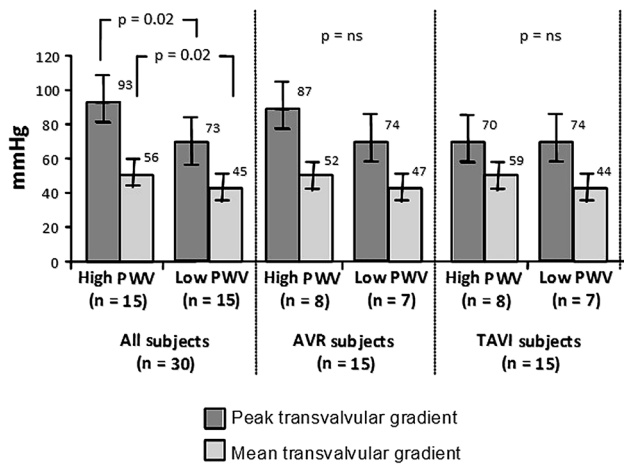 p = 0.02
p = 0.02
p = ns
p = ns
mmHg
120
100
80
60
40
20
0
93
56
73
45
87
52
74
47
70
59
74
44
High PWV
(n = 15)
Low PWV
(n = 15)
High PWV
(n = 8)
Low PWV
(n = 7)
High PWV
(n = 8)
Low PWV
(n = 7)
All subjects
(n = 30)
AVR subjects
(n = 15)
TAVI subjects
(n = 15)
Peak transvalvular gradient
Mean transvalvular gradient